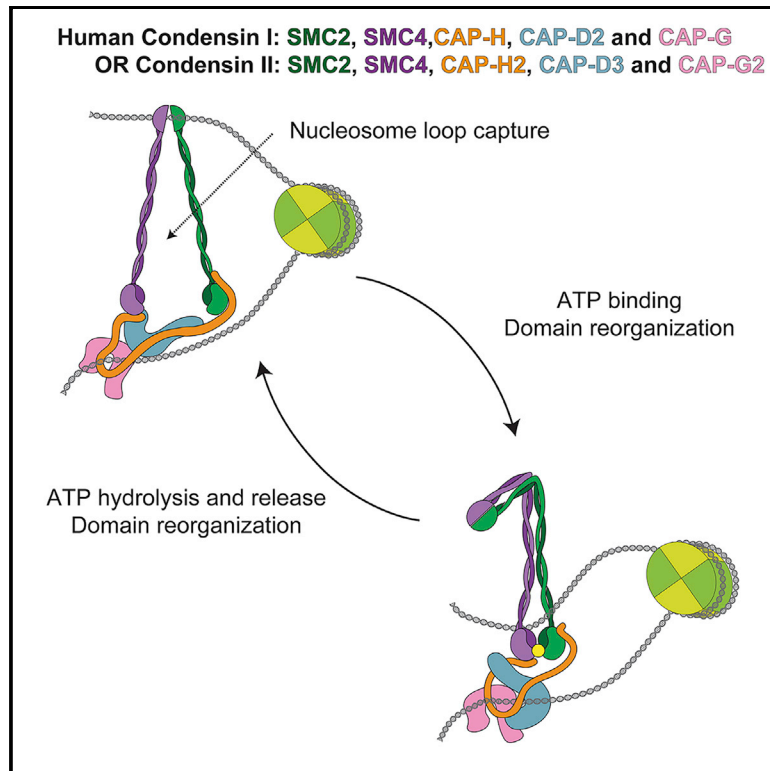 Human Condensin I: SMC2, SMC4,CAP-H, CAP-D2 and CAP-G
OR Condensin II: SMC2, SMC4, CAP-H2, CAP-D3 and CAP-G2
Nucleosome loop capture
ATP binding
Domain reorganization
ATP hydrolysis and release
Domain reorganization